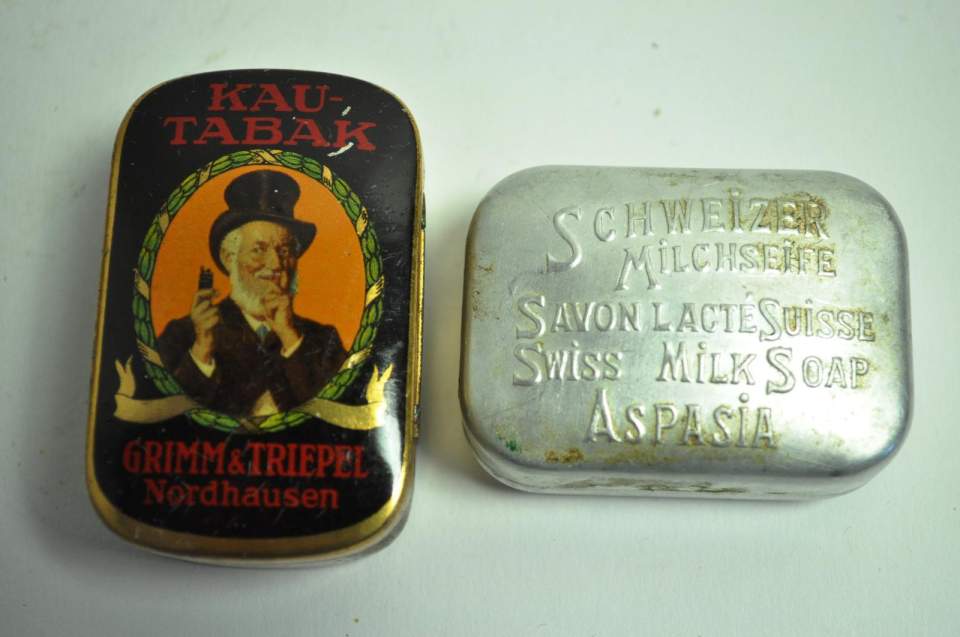 KAU-
TABAK
GRIMM & TRIEPEL
Nordhausen
SCHWEIZER
MILCHSEIFE
SAVON LACTÉ SUISSE
SWISS MILK SOAP
ASPASIA